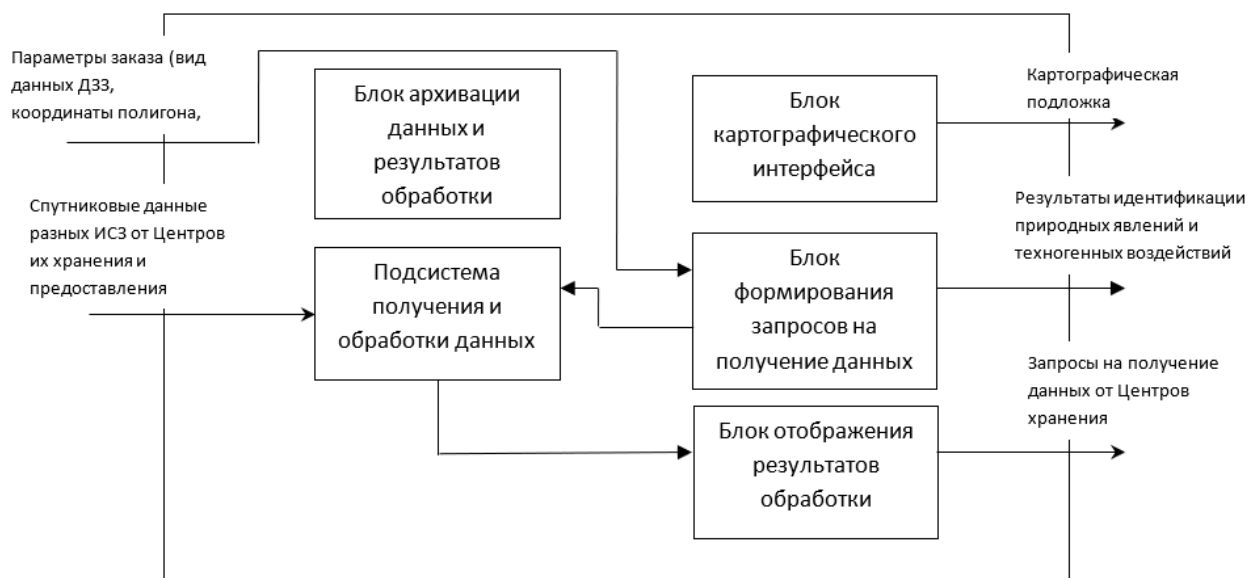 Параметры заказа (вид
данных ДЗЗ,
координаты полигона,
Спутниковые данные
разных ИСЗ от Центров
их хранения и
предоставления
Блок архивации
данных и
результатов
обработки
Подсистема
получения и
обработки данных
Блок
картографического
интерфейса
Блок
формирования
запросов на
получение данных
Блок отображения
результатов
обработки
Картографическая
подложка
Результаты идентификации
природных явлений и
техногенных воздействий
Запросы на получение
данных от Центров
хранения